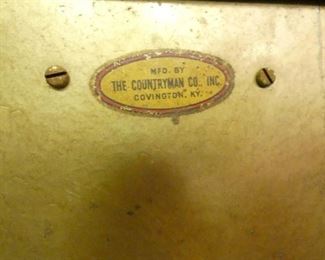 MFD. BY
THE COUNTRYMAN CO., INC.
COVINGTON, KY.